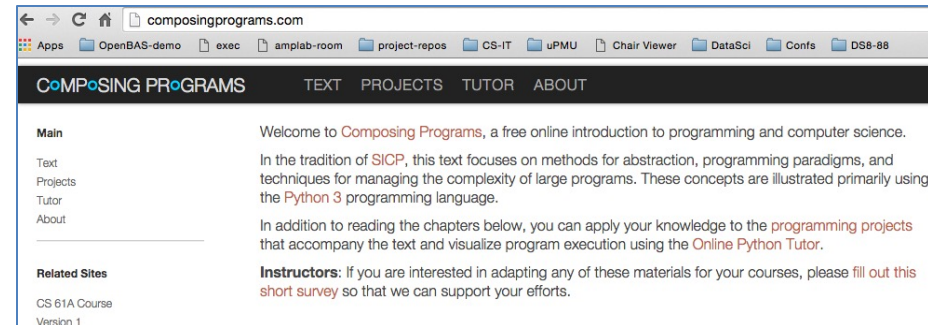 composingprograms.com
Apps OpenBAS-demo exec amplab-room project-repos CS-IT uPMU Chair Viewer DataSci Confs DS8-88
COMPOSING PROGRAMS TEXT PROJECTS TUTOR ABOUT
Main
Text
Projects
Tutor
About
Related Sites
CS 61A Course
Version 1
Welcome to Composing Programs, a free online introduction to programming and computer science.
In the tradition of SICP, this text focuses on methods for abstraction, programming paradigms, and
techniques for managing the complexity of large programs. These concepts are illustrated primarily using
the Python 3 programming language.
In addition to reading the chapters below, you can apply your knowledge to the programming projects
that accompany the text and visualize program execution using the Online Python Tutor.
Instructors: If you are interested in adapting any of these materials for your courses, please fill out this
short survey so that we can support your efforts.